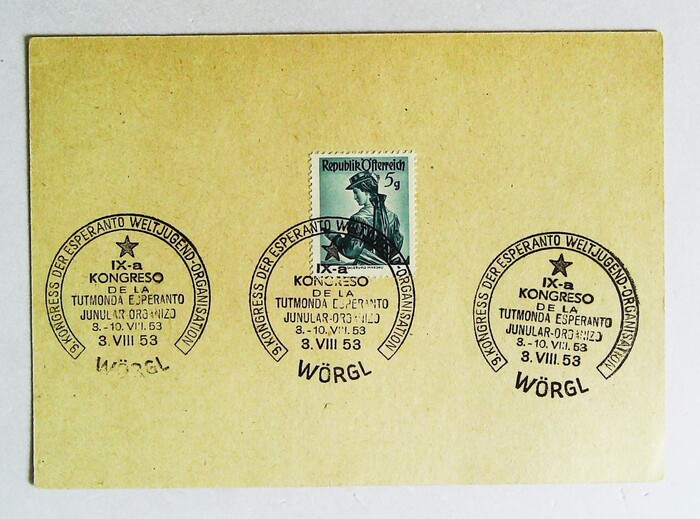 Republik Österreich
5g
9. KONGRESS DER ESPERANTO WELTJUGEND-ORGANISATION
IX-a
KONGRESO
DE LA
TUTMONDA ESPERANTO
JUNULAR-ORGANIZO
3.-10. VIII. 53
3. VIII 53
WÖRGL
9. KONGRESS DER ESPERANTO WELTJUGEND-ORGANISATION
IX-a
KONGRESO
DE LA
TUTMONDA ESPERANTO
JUNULAR-ORGANIZO
3.-10. VIII. 53
3. VIII 53
WÖRGL
9. KONGRESS DER ESPERANTO WELTJUGEND-ORGANISATION
IX-a
KONGRESO
DE LA
TUTMONDA ESPERANTO
JUNULAR-ORGANIZO
3.-10. VIII. 53
3. VIII. 53
WÖRGL